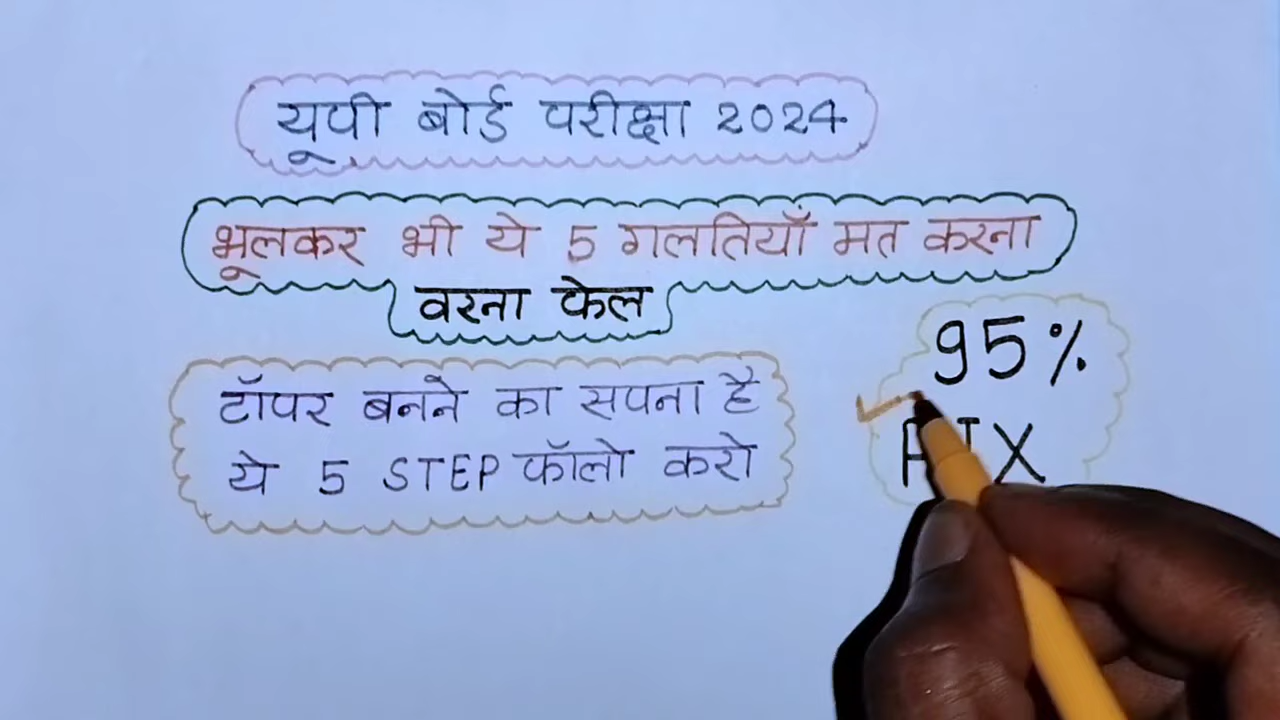 यूपी बोर्ड परीक्षा 2024
भूलकर भी ये 5 गलतियाँ मत करना
वरना फेल
टॉपर बनने का सपना है
ये 5 STEP फॉलो करो
95%